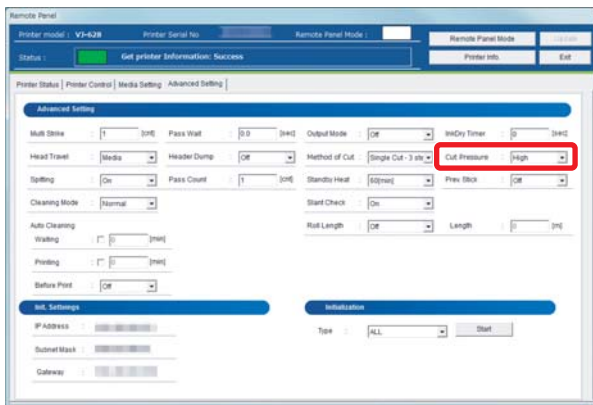 Remote Panel
Printer model : VJ-628 Printer Serial No Remote Panel Mode : Remote Panel Mode
Status : Get printer Information: Success Printer Info. Exit
Printer Status Printer Control Media Setting Advanced Setting
Advanced Setting
Multi Strike : 1 [cnt] Pass Wait : 0.0 [sec] Output Mode : Off InkDry Timer : 0 [sec]
Head Travel : Media Header Dump : Off Method of Cut : Single Cut - 3 ste Cut Pressure : High
Spitting : On Pass Count : 1 [cnt] Standby Heat : 60[min] Prev. Stick : Off
Cleaning Mode : Normal Slant Check : On
Auto Cleaning Roll Length : Off Length : 0 [m]
Waiting : 0 [min]
Printing : 0 [min]
Before Print : Off
Init. Settings Initialization
IP Address : Type : ALL Start
Subnet Mask :
Gateway :